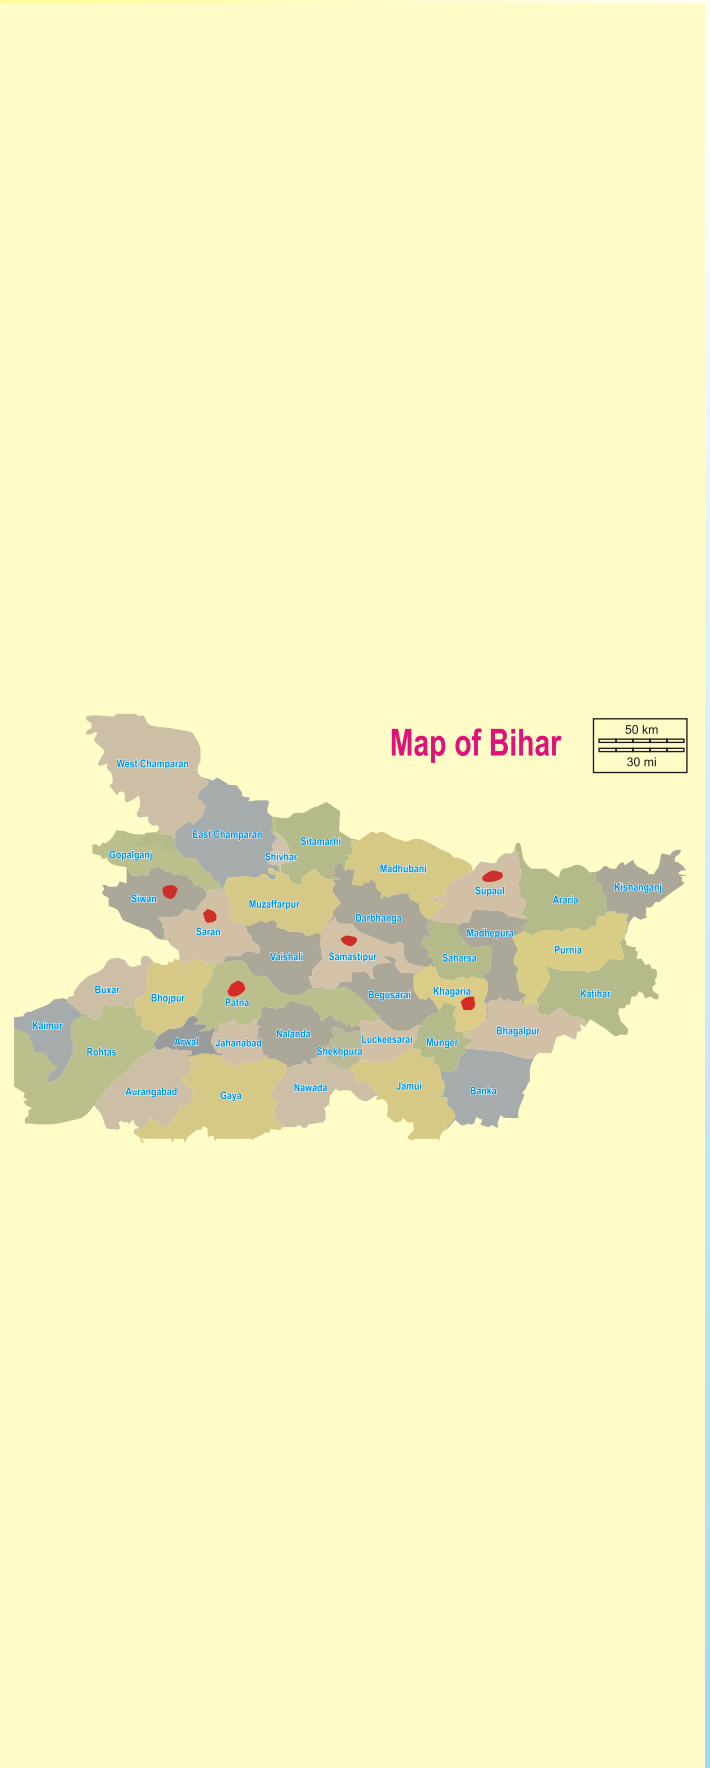 Map of Bihar
50 km
30 mi
West Champaran
East Champaran
Sitamarhi
Shivhar
Gopalganj
Madhubani
Kishanganj
Supaul
Siwan
Araria
Muzaffarpur
Darbhanga
Saran
Madhepura
Purnia
Vaishali
Samastipur
Saharsa
Buxar
Khagaria
Katihar
Begusarai
Bhojpur
Patna
Kaimur
Bhagalpur
Nalanda
Luckeesarai
Arwal
Jahanabad
Munger
Rohtas
Shekhpura
Jamui
Nawada
Aurangabad
Banka
Gaya